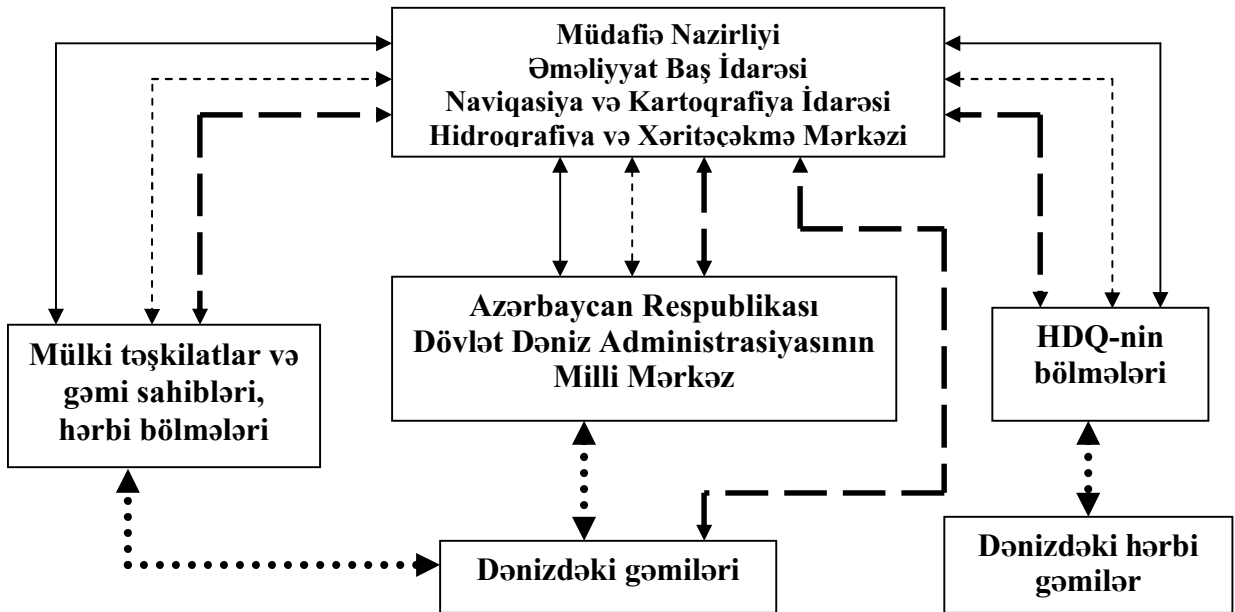 Müdafiə Nazirliyi
Əməliyyat Baş İdarəsi
Naviqasiya və Kartoqrafiya İdarəsi
Hidroqrafiya və Xəritəçəkmə Mərkəzi
Azərbaycan Respublikası
Dövlət Dəniz Administrasiyasının
Milli Mərkəz
Mülki təşkilatlar və
gəmi sahibləri,
hərbi bölmələri
HDQ-nin
bölmələri
Dənizdəki gəmiləri
Dənizdəki hərbi
gəmilər